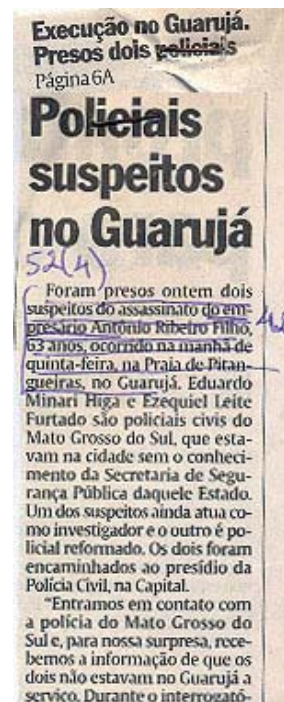 Execução no Guarujá.
Presos dois policiais
Página 6A
Policiais
suspeitos
no Guarujá
52(4)
Foram presos ontem dois
suspeitos do assassinato do em-
presário Antônio Ribeiro Filho,
63 anos, ocorrido na manhã de
quinta-feira, na Praia de Pitan-
gueiras, no Guarujá. Eduardo
Minari Higa e Ezequiel Leite
Furtado são policiais civis do
Mato Grosso do Sul, que esta-
vam na cidade sem o conheci-
mento da Secretaria de Segu-
rança Pública daquele Estado.
Um dos suspeitos ainda atua co-
mo investigador e o outro é po-
licial reformado. Os dois foram
encaminhados ao presídio da
Polícia Civil, na Capital.
"Entramos em contato com
a polícia do Mato Grosso do
Sul e, para nossa surpresa, rece-
bemos a informação de que os
dois não estavam no Guarujá a
serviço. Durante o interrogató-